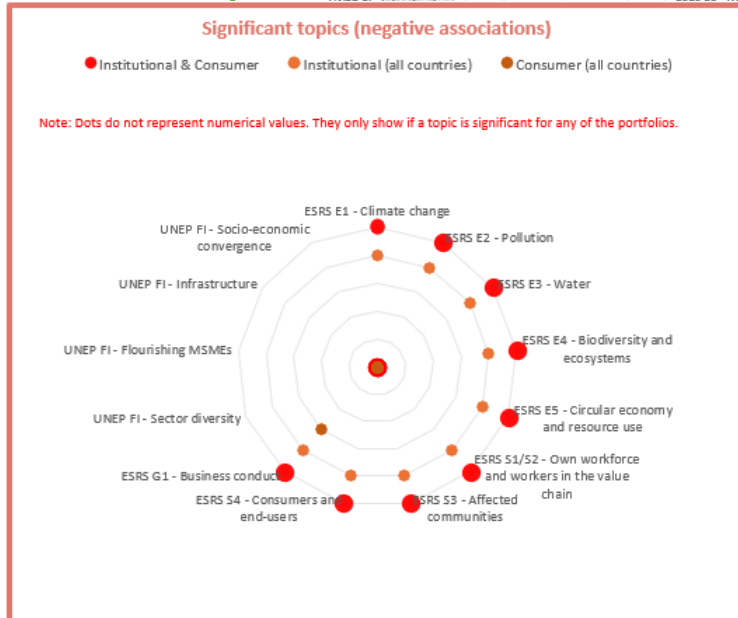 Significant topics (negative associations)
Institutional & Consumer
Institutional (all countries)
Consumer (all countries)
Note: Dots do not represent numerical values. They only show if a topic is significant for any of the portfolios.
ESRS E1 - Climate change
UNEP FI - Socio-economic
convergence
ESRS E2 - Pollution
UNEP FI - Infrastructure
ESRS E3 - Water
UNEP FI - Flourishing MSMEs
ESRS E4 - Biodiversity and
ecosystems
UNEP FI - Sector diversity
ESRS E5 - Circular economy
and resource use
ESRS G1 - Business conduct
ESRS S1/S2 - Own workforce
and workers in the value
chain
ESRS S4 - Consumers and
end-users
ESRS S3 - Affected
communities